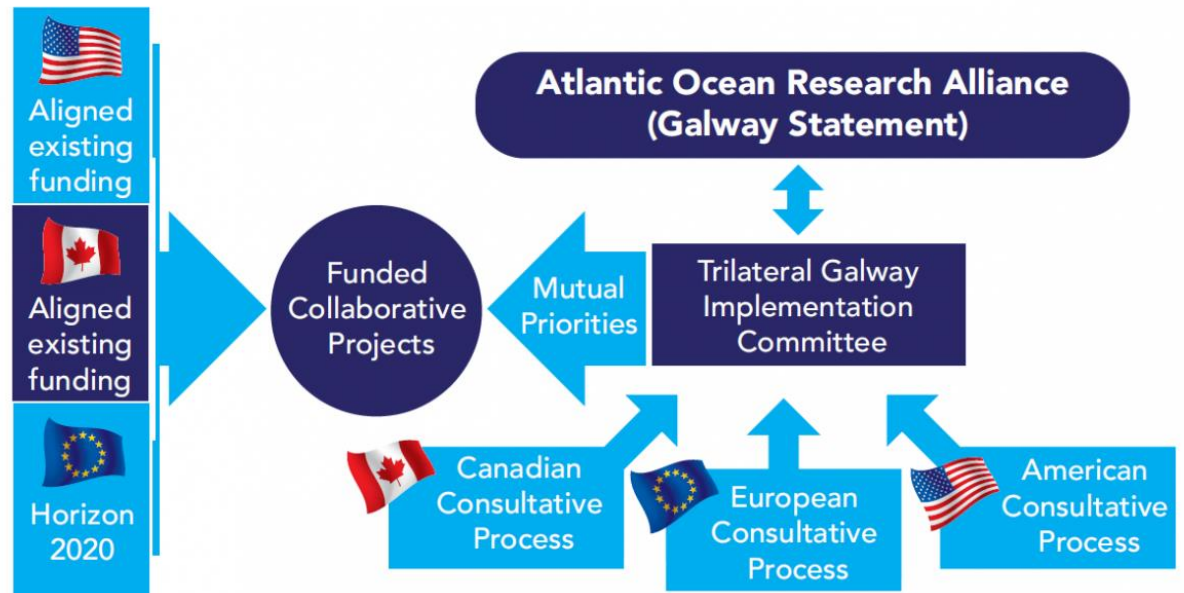 Aligned
existing
funding
Aligned
existing
funding
Horizon
2020
Funded
Collaborative
Projects
Mutual
Priorities
Atlantic Ocean Research Alliance
(Galway Statement)
Trilateral Galway
Implementation
Committee
Canadian
Consultative
Process
European
Consultative
Process
American
Consultative
Process